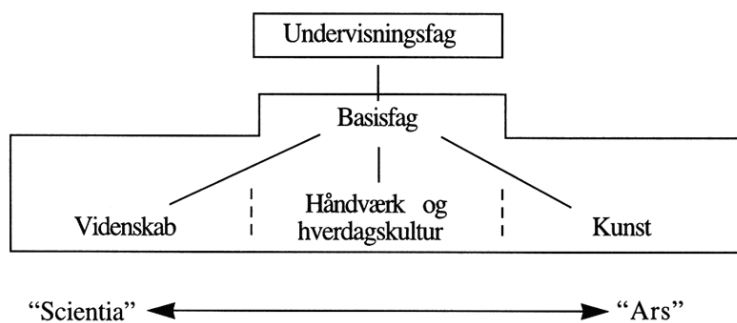 Undervisningsfag
Basisfag
Videnskab
Håndværk og
hverdagskultur
Kunst
“Scientia”
“Ars”